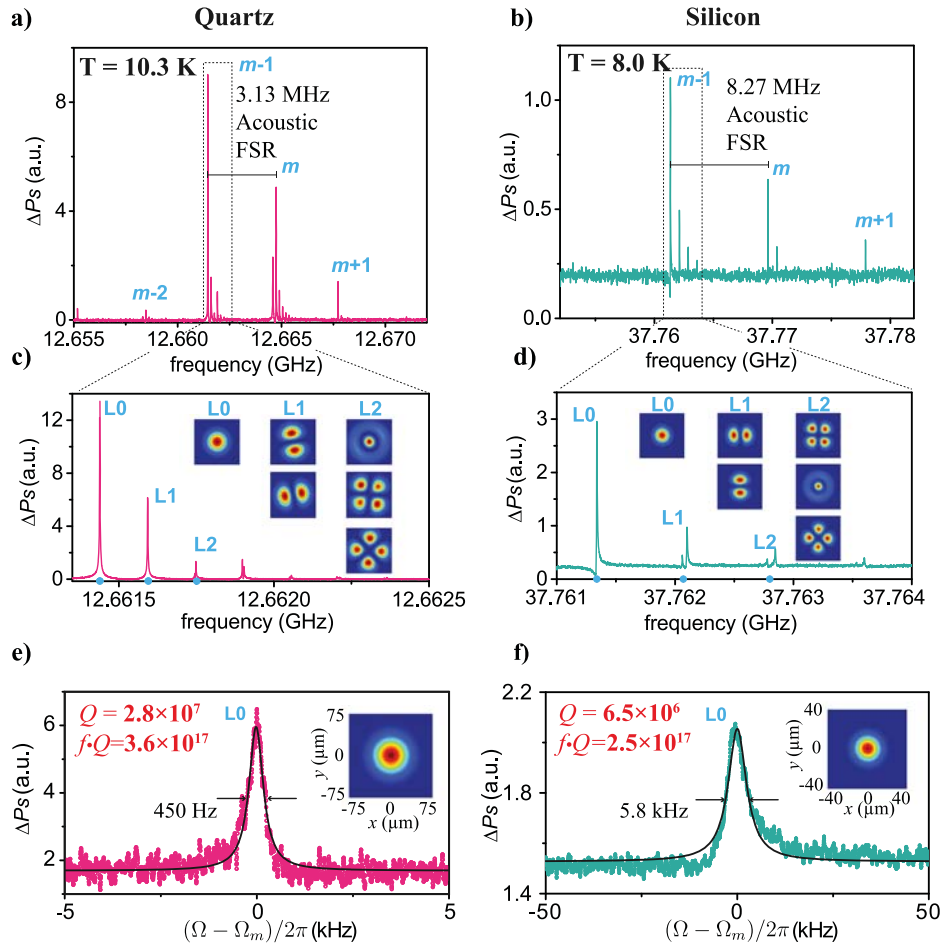 Quartz
a)
T = 10.3 K
m-1
3.13 MHz
Acoustic
FSR
m
m+1
m-2
ΔPs (a.u.)
9
6
3
0
12.655
12.660
12.665
12.670
frequency (GHz)
Silicon
b)
T = 8.0 K
m-1
8.27 MHz
Acoustic
FSR
m
m+1
ΔPs (a.u.)
1.0
0.5
0.0
37.76
37.77
37.78
frequency (GHz)
c)
L0
L0
L1
L2
L1
L2
ΔPs (a.u.)
12
8
4
0
12.6615
12.6620
12.6625
frequency (GHz)
d)
L0
L0
L1
L2
L1
L2
ΔPs (a.u.)
3
2
1
0
37.761
37.762
37.763
37.764
frequency (GHz)
e)
Q = 2.8×10⁷
f·Q=3.6×10¹⁷
L0
450 Hz
75
0
-75
y (µm)
-75
0
75
x (µm)
ΔPs (a.u.)
6
4
2
-5
0
5
(Ω − Ωm)/2π (kHz)
f)
Q = 6.5×10⁶
f·Q=2.5×10¹⁷
L0
5.8 kHz
40
0
-40
y (µm)
-40
0
40
x (µm)
ΔPs (a.u.)
2.2
1.8
1.4
-50
0
50
(Ω − Ωm)/2π (kHz)